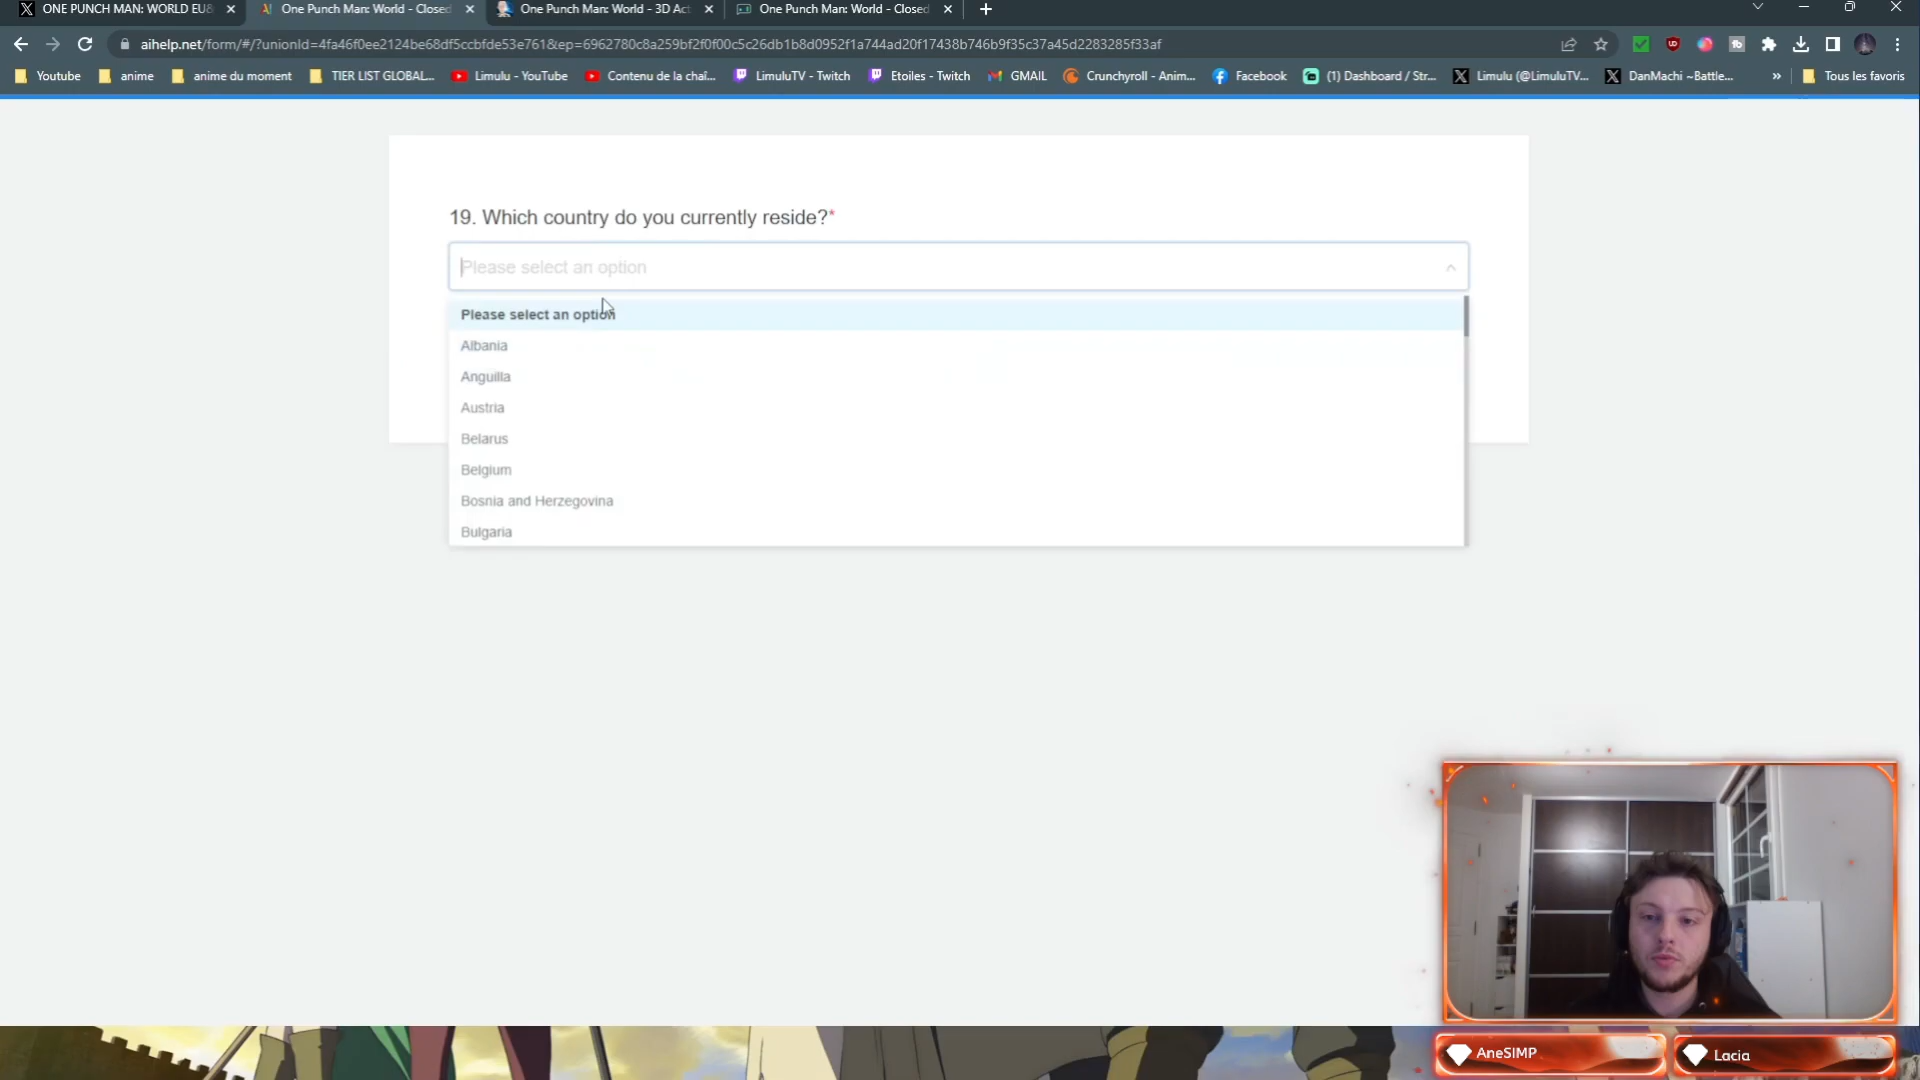 ONE PUNCH MAN: WORLD EU&
One Punch Man: World - Closed
One Punch Man: World - 3D Act
One Punch Man: World - Closed
aihelp.net/form/#/?unionId=4fa46f0ee2124be68df5ccbfde53e761&ep=6962780c8a259bf2f0f00c5c26db1b8d0952f1a744ad20f17438b746b9f35c37a45d2283285f33af
Youtube
anime
anime du moment
TIER LIST GLOBAL...
Limulu - YouTube
Contenu de la chaî...
LimuluTV - Twitch
Etoiles - Twitch
GMAIL
Crunchyroll - Anim...
Facebook
(1) Dashboard / Str...
Limulu (@LimuluTV...
DanMachi ~Battle...
»
Tous les favoris
19. Which country do you currently reside?*
Please select an option
Please select an option
Albania
Anguilla
Austria
Belarus
Belgium
Bosnia and Herzegovina
Bulgaria
AneSIMP
Lacia